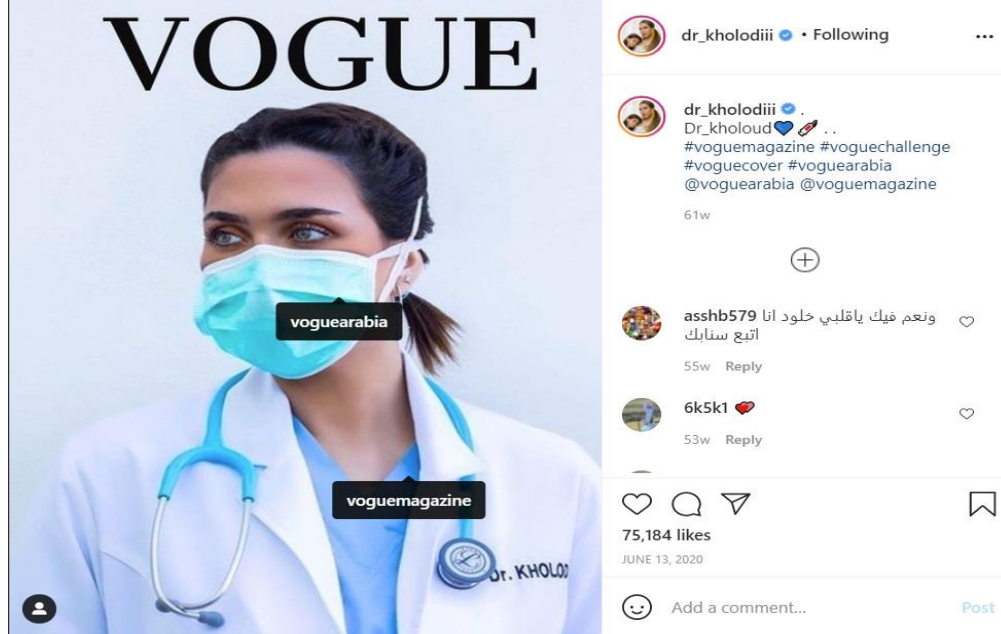 VOGUE
voguearabia
voguemagazine
Dr. KHOLOD
dr_kholodiii • Following
dr_kholodiii .
Dr_kholoud💙 💉 . .
#voguemagazine #voguechallenge
#voguecover #voguearabia
@voguearabia @voguemagazine
61w
asshb579 ونعم فيك ياقلبي خلود انا
اتبع سنابك
55w Reply
6k5k1 💕
53w Reply
75,184 likes
JUNE 13, 2020
Add a comment...
Post